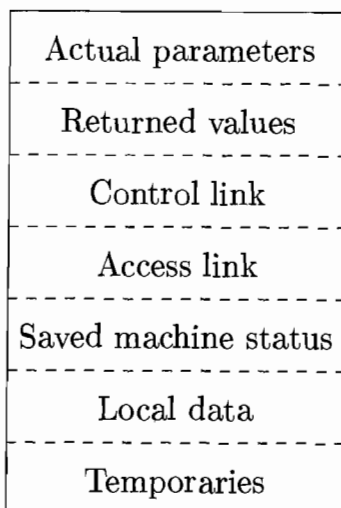 Actual parameters
Returned values
Control link
Access link
Saved machine status
Local data
Temporaries